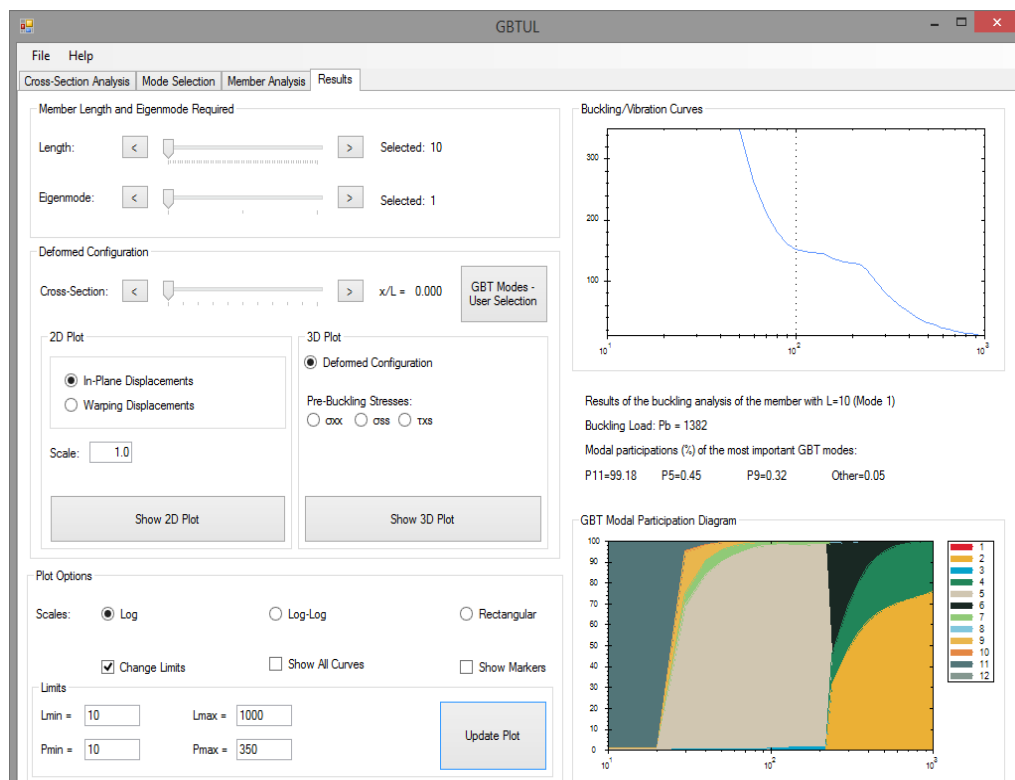 GBTUL
File Help
Cross-Section Analysis Mode Selection Member Analysis Results
Member Length and Eigenmode Required
Length: < > Selected: 10
Eigenmode: < > Selected: 1
Deformed Configuration
Cross-Section: < > x/L = 0.000
GBT Modes -
User Selection
2D Plot
In-Plane Displacements
Warping Displacements
Scale: 1.0
Show 2D Plot
3D Plot
Deformed Configuration
Pre-Buckling Stresses:
σxx σss τxs
Show 3D Plot
Plot Options
Scales: Log Log-Log Rectangular
Change Limits Show All Curves Show Markers
Limits
Lmin = 10 Lmax = 1000
Pmin = 10 Pmax = 350
Update Plot
Buckling/Vibration Curves
300
200
100
10¹ 10² 10³
Results of the buckling analysis of the member with L=10 (Mode 1)
Buckling Load: Pb = 1382
Modal participations (%) of the most important GBT modes:
P11=99.18 P5=0.45 P9=0.32 Other=0.05
GBT Modal Participation Diagram
100
90
80
70
60
50
40
30
20
10
0
10¹ 10² 10³
1
2
3
4
5
6
7
8
9
10
11
12